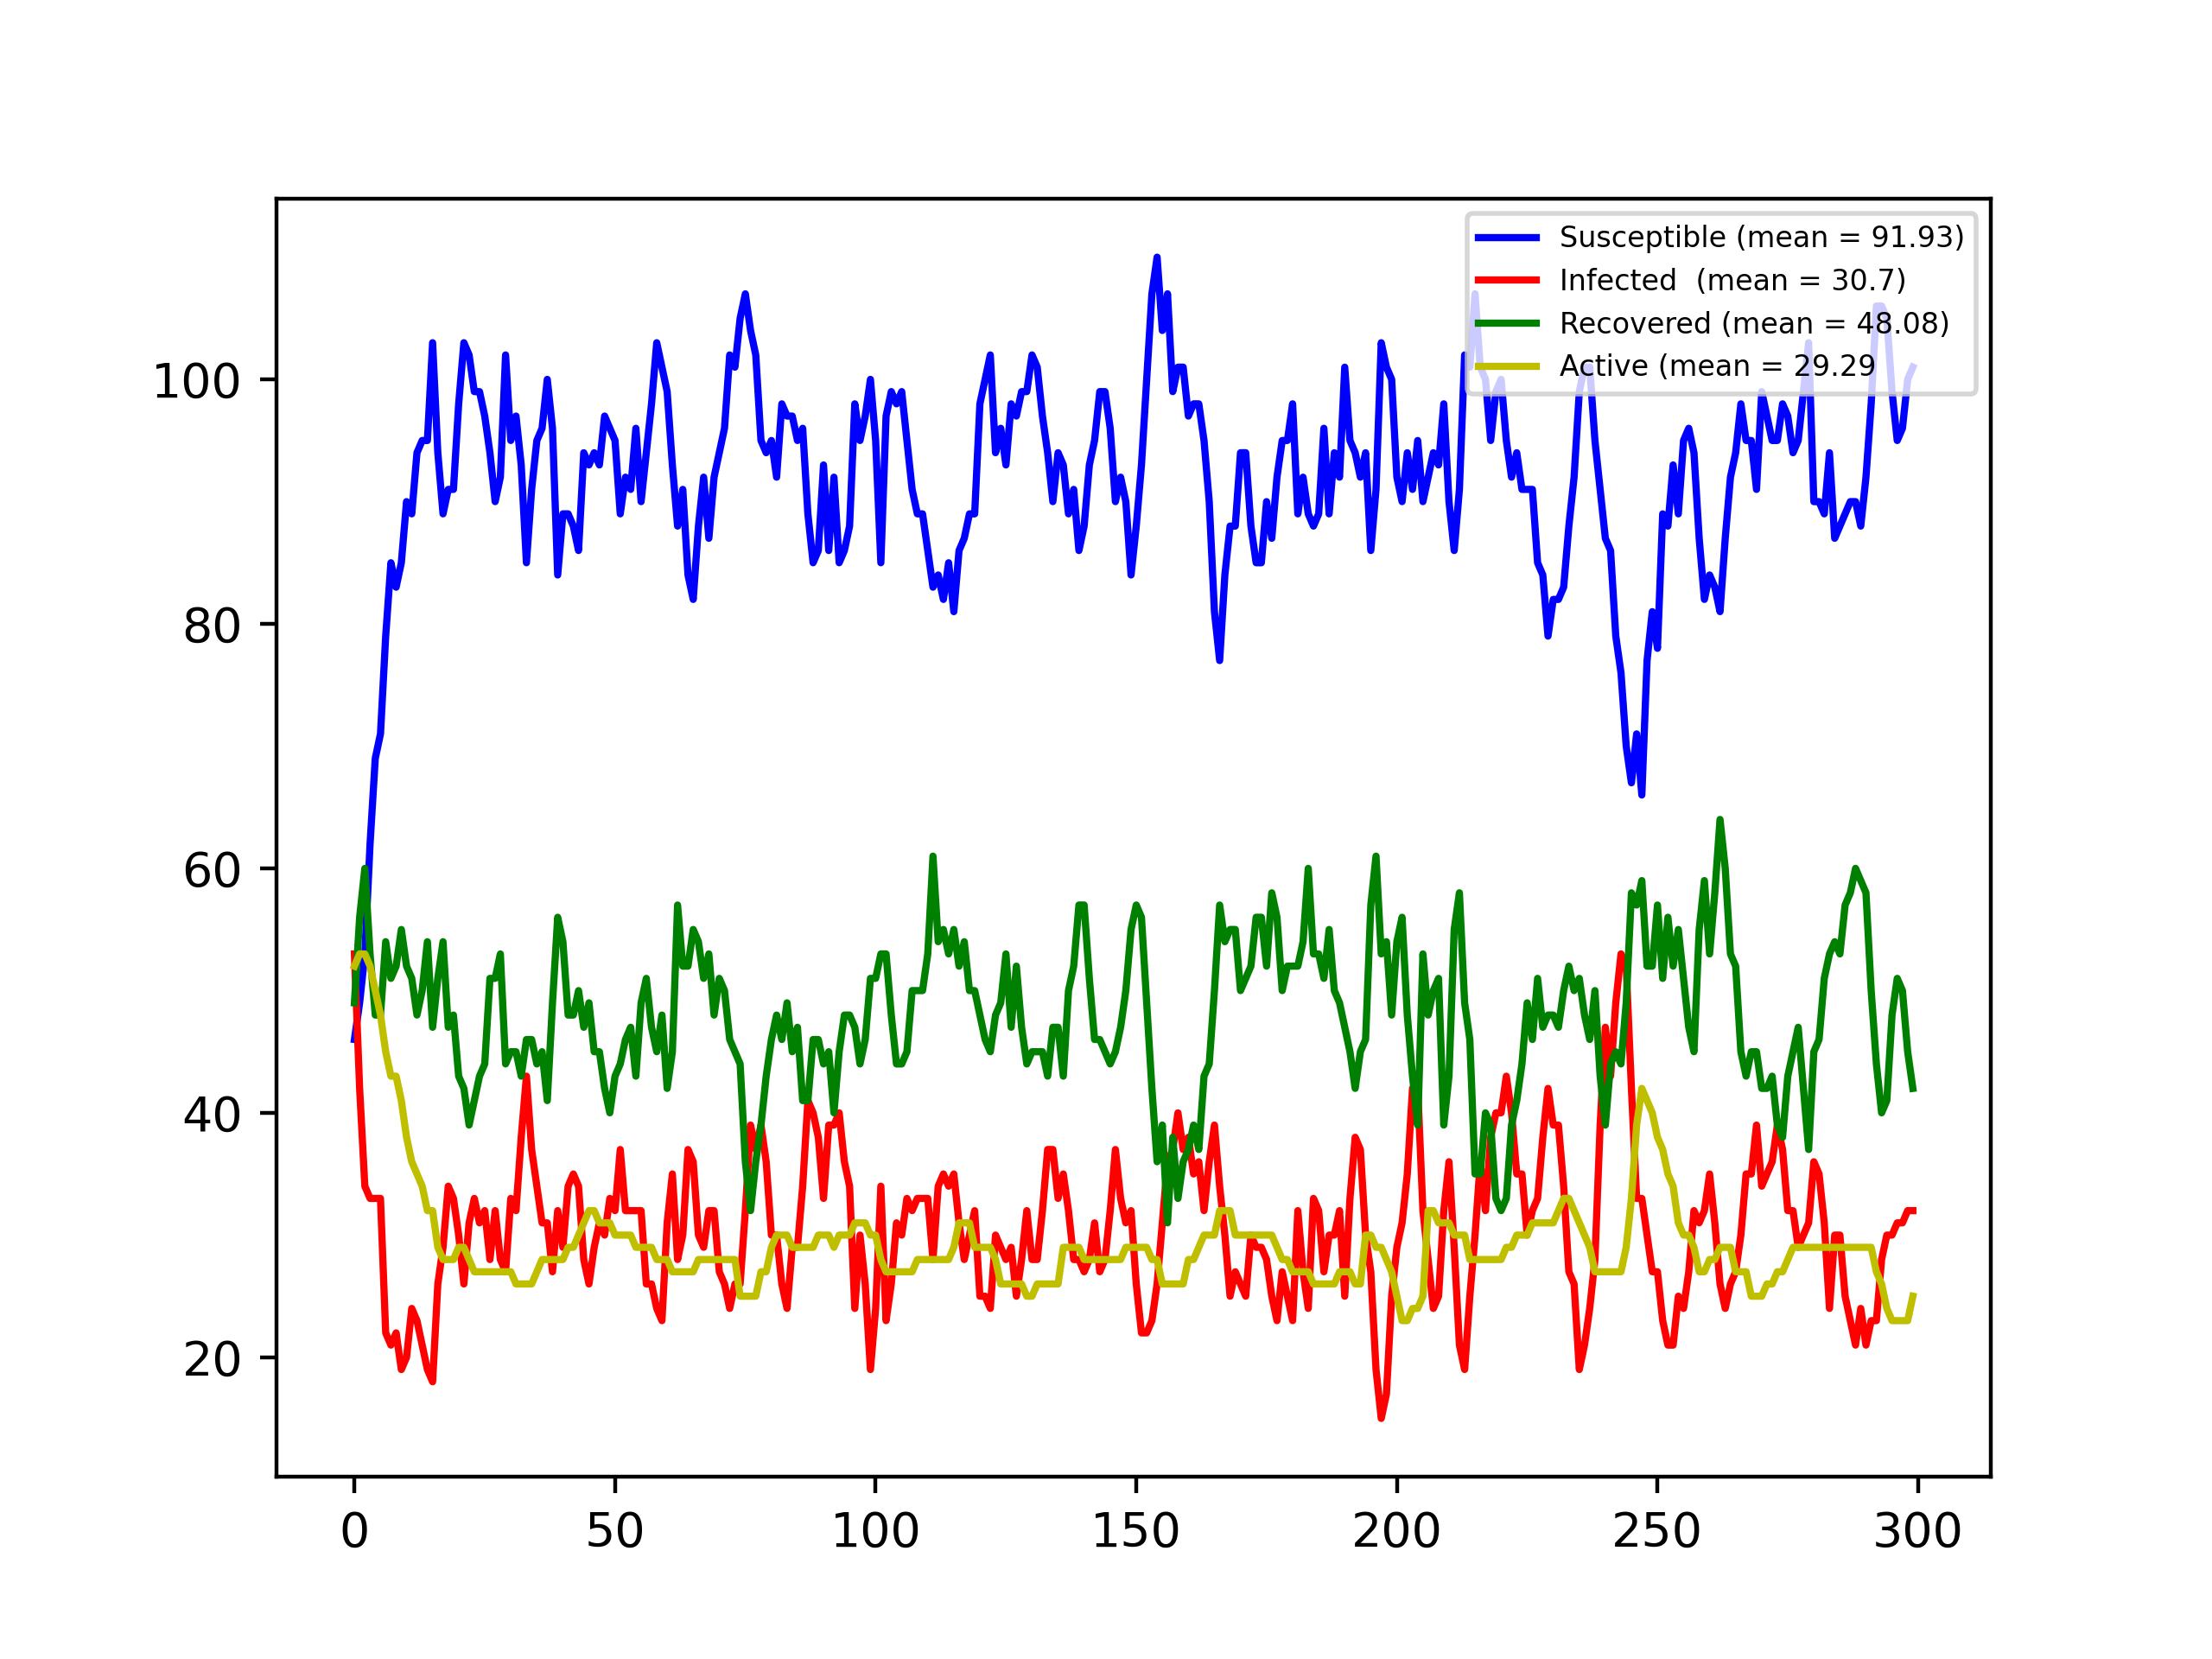 Susceptible (mean = 91.93)
Infected  (mean = 30.7)
Recovered (mean = 48.08)
Active (mean = 29.29
100
80
60
40
20
0 50 100 150 200 250 300